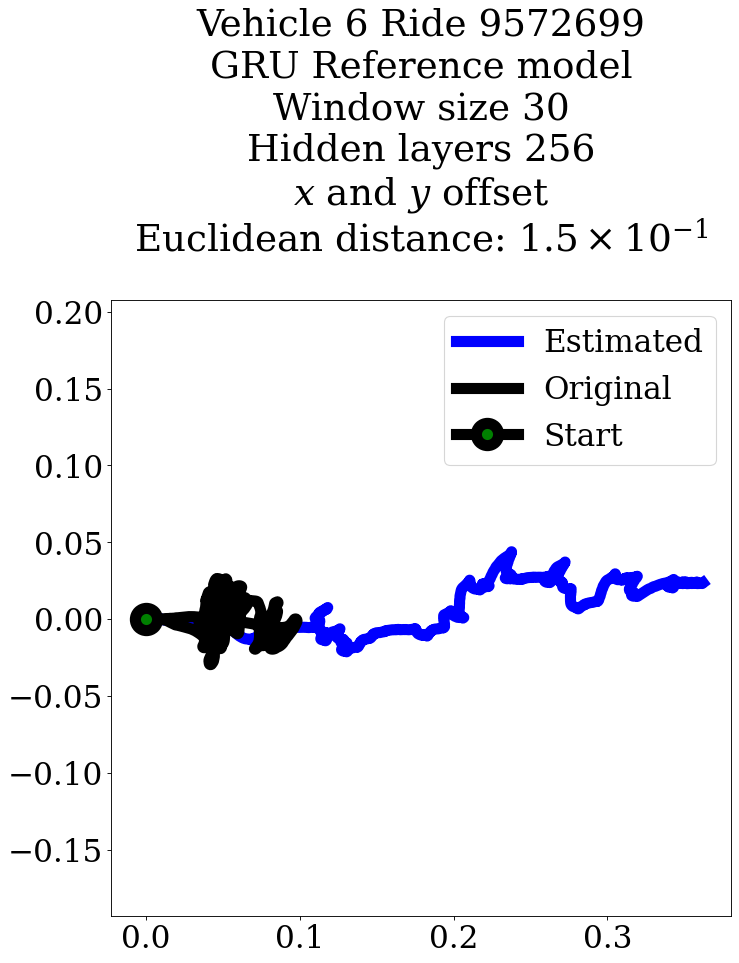 Vehicle 6 Ride 9572699
GRU Reference model
Window size 30
Hidden layers 256
x and y offset
Euclidean distance: 1.5 × 10⁻¹
0.20
Estimated
0.15
Original
0.10
Start
0.05
0.00
−0.05
−0.10
−0.15
0.0 0.1 0.2 0.3